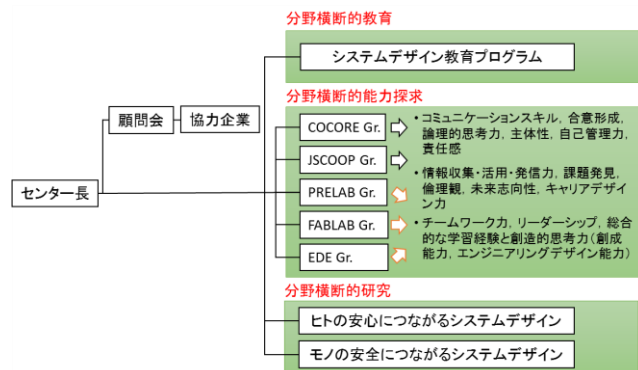 分野横断的教育
システムデザイン教育プログラム
分野横断的能力探求
顧問会
協力企業
センター長
COCORE Gr.
JSCOOP Gr.
PRELAB Gr.
FABLAB Gr.
EDE Gr.
・コミュニケーションスキル, 合意形成,
論理的思考力, 主体性, 自己管理力,
責任感
・情報収集・活用・発信力, 課題発見,
倫理観, 未来志向性, キャリアデザイン
力
・チームワーク力, リーダーシップ, 総合
的な学習経験と創造的思考力(創成
能力, エンジニアリングデザイン能力)
分野横断的研究
ヒトの安心につながるシステムデザイン
モノの安全につながるシステムデザイン